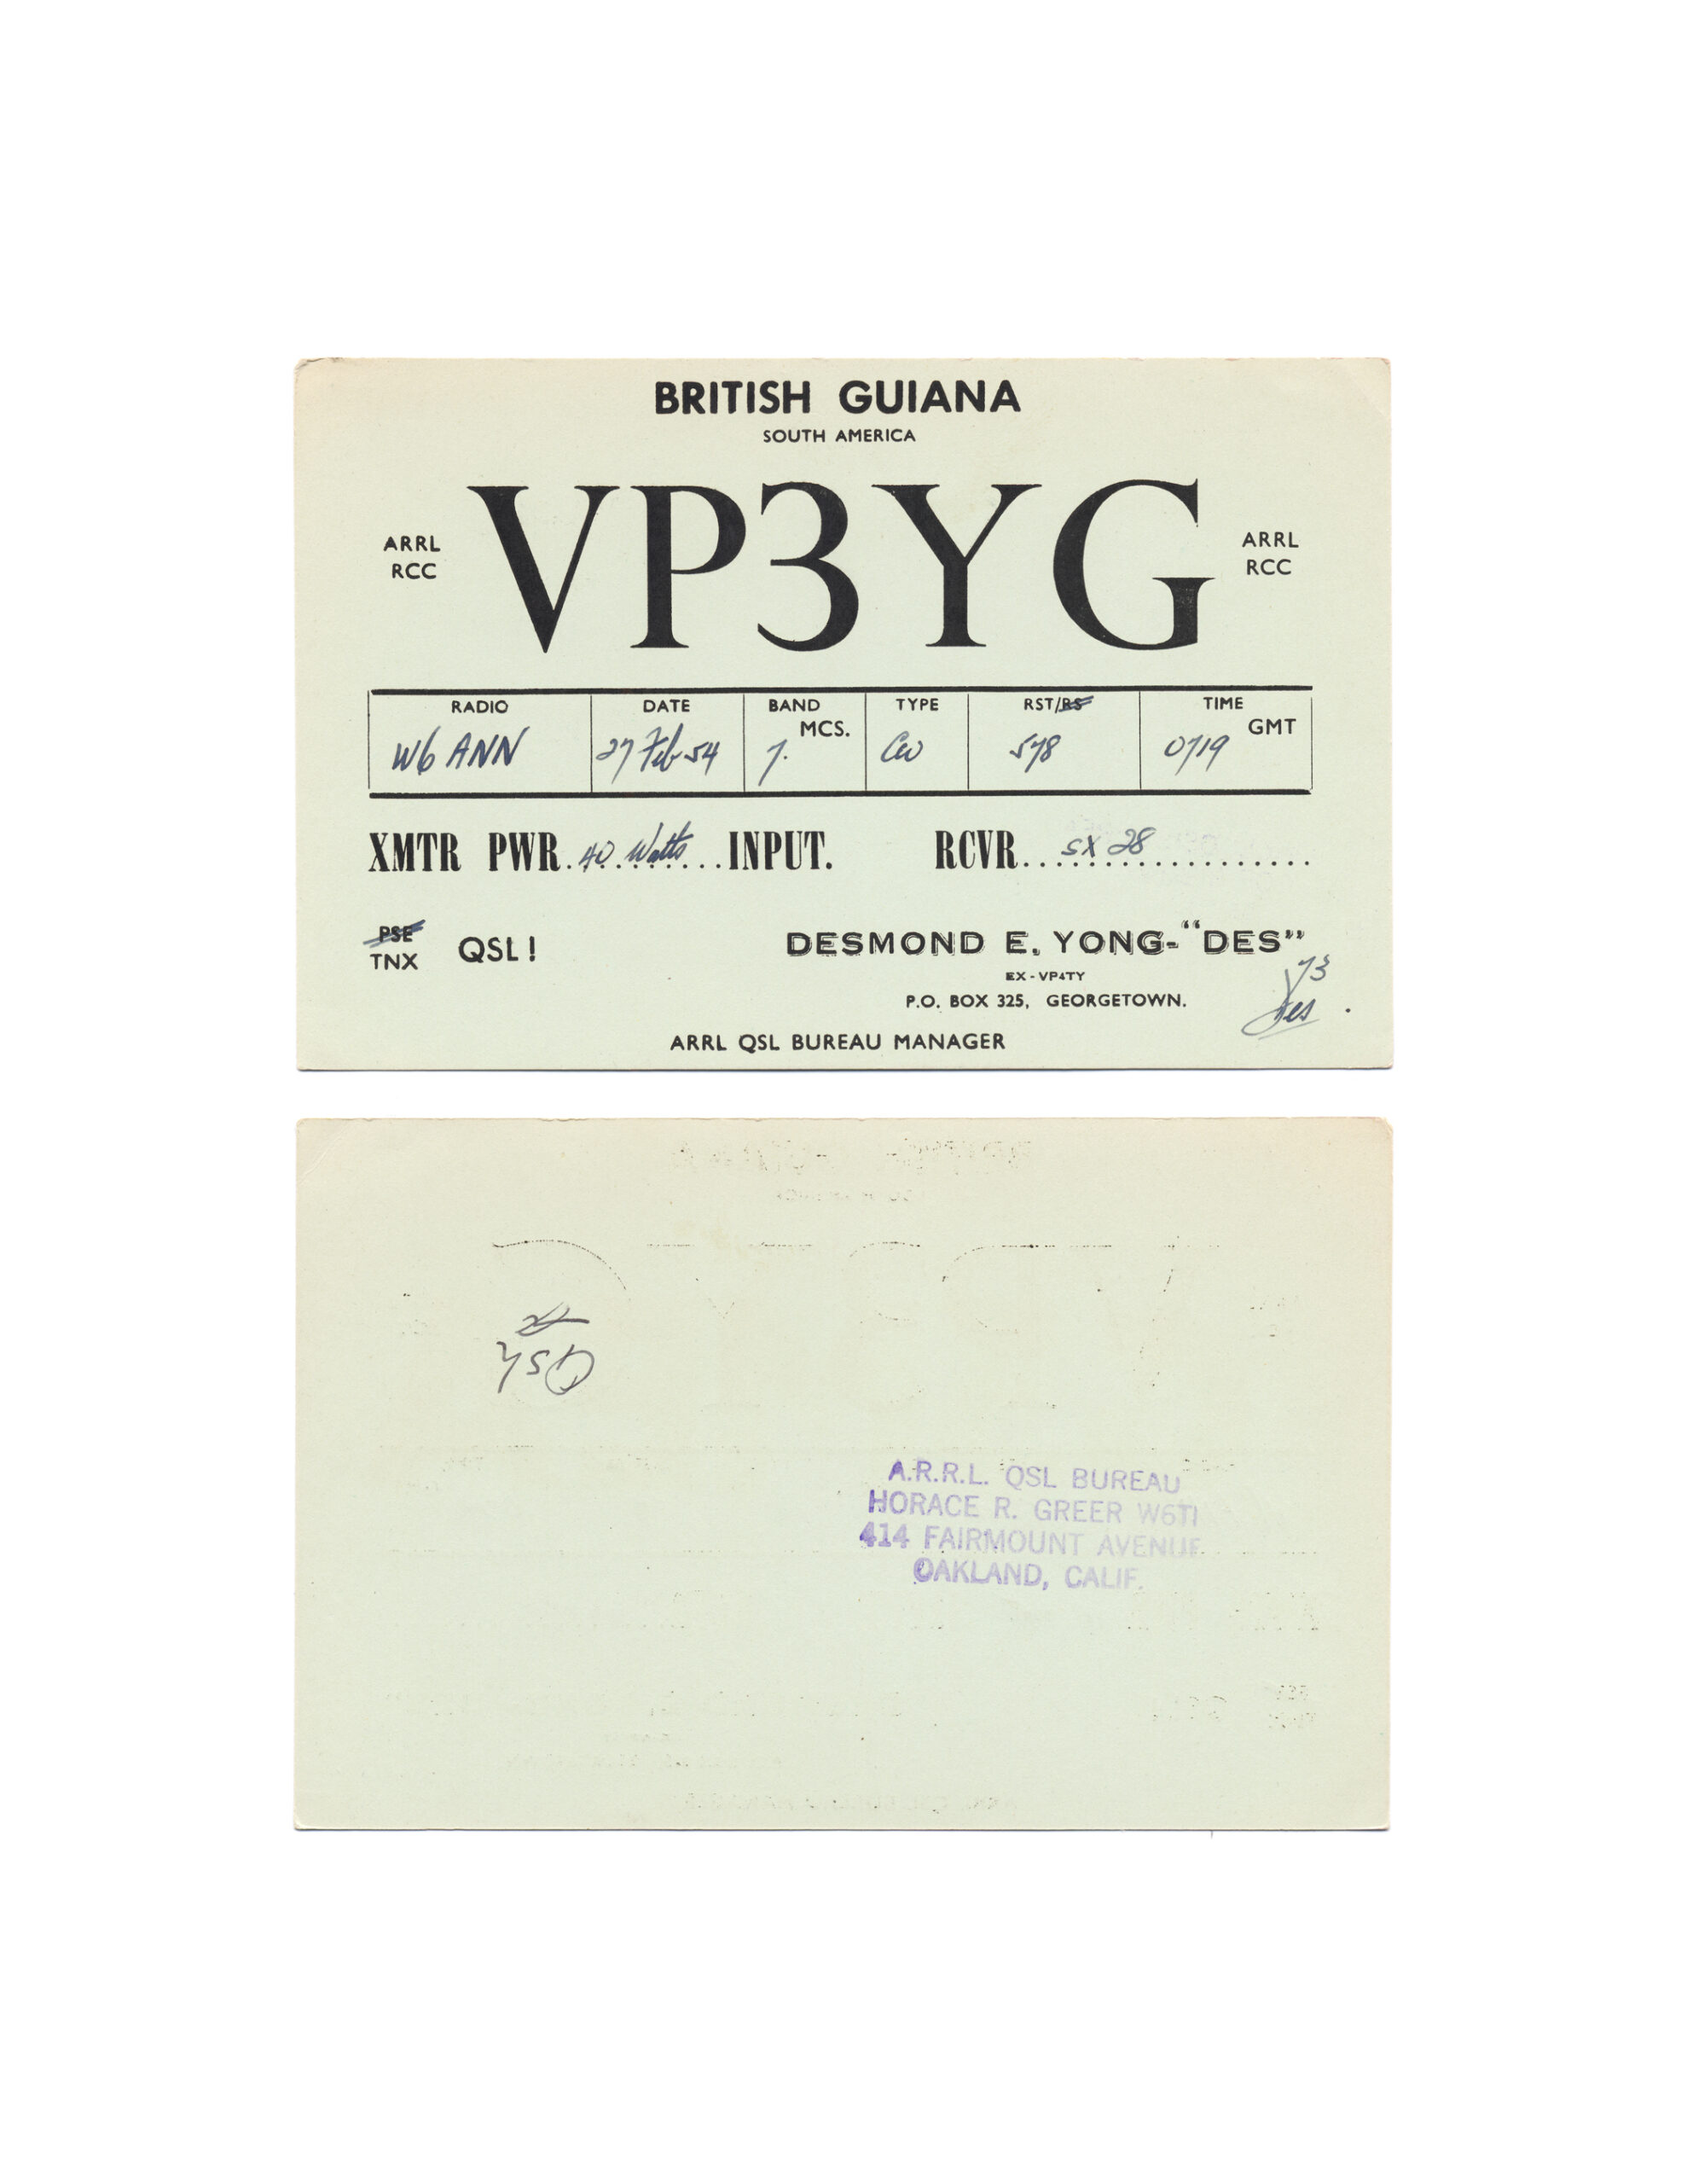 BRITISH GUIANA
SOUTH AMERICA
VP3YG
ARRL
RCC
ARRL
RCC
RADIO DATE BAND MCS. TYPE RST/RS TIME GMT
W6 ANN 27 Feb 54 7. CW 578 0719
XMTR PWR. 40 Watts INPUT. RCVR. SX 28
PSE
TNX QSL!
DESMOND E. YONG-"DES"
EX-VP4TY
P.O. BOX 325, GEORGETOWN.
73
Des.
ARRL QSL BUREAU MANAGER
A.R.R.L. QSL BUREAU
HORACE R. GREER W6TI
414 FAIRMOUNT AVENUE
OAKLAND, CALIF.